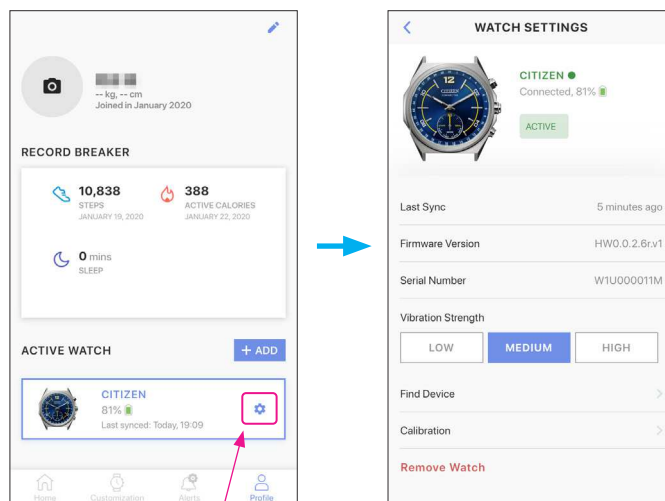 -- kg, -- cm
Joined in January 2020
RECORD BREAKER
10,838
STEPS
JANUARY 19, 2020
388
ACTIVE CALORIES
JANUARY 22, 2020
0 mins
SLEEP
ACTIVE WATCH
+ ADD
CITIZEN
81%
Last synced: Today, 19:09
Home
Customization
Alerts
Profile
WATCH SETTINGS
12
CITIZEN
CITIZEN
Connected, 81%
ACTIVE
Last Sync
5 minutes ago
Firmware Version
HW0.0.2.6r.v1
Serial Number
W1U000011M
Vibration Strength
LOW
MEDIUM
HIGH
Find Device
Calibration
Remove Watch